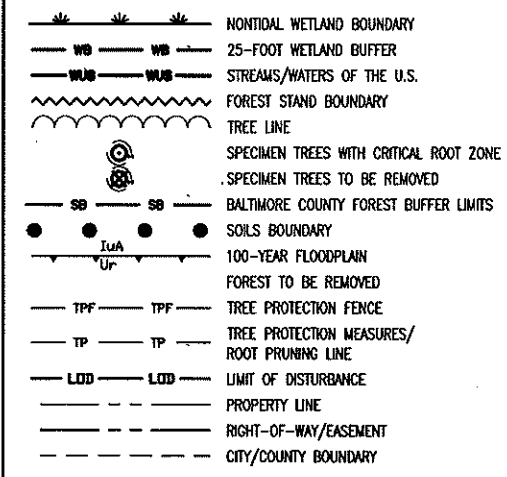 NONTIDAL WETLAND BOUNDARY
WB WB 25-FOOT WETLAND BUFFER
WUS WUS STREAMS/WATERS OF THE U.S.
FOREST STAND BOUNDARY
TREE LINE
SPECIMEN TREES WITH CRITICAL ROOT ZONE
SPECIMEN TREES TO BE REMOVED
SB SB BALTIMORE COUNTY FOREST BUFFER LIMITS
SOILS BOUNDARY
IuA
Ur
100-YEAR FLOODPLAIN
FOREST TO BE REMOVED
TPF TPF TREE PROTECTION FENCE
TP TP TREE PROTECTION MEASURES/
ROOT PRUNING LINE
LOD LOD LIMIT OF DISTURBANCE
PROPERTY LINE
RIGHT-OF-WAY/EASEMENT
CITY/COUNTY BOUNDARY